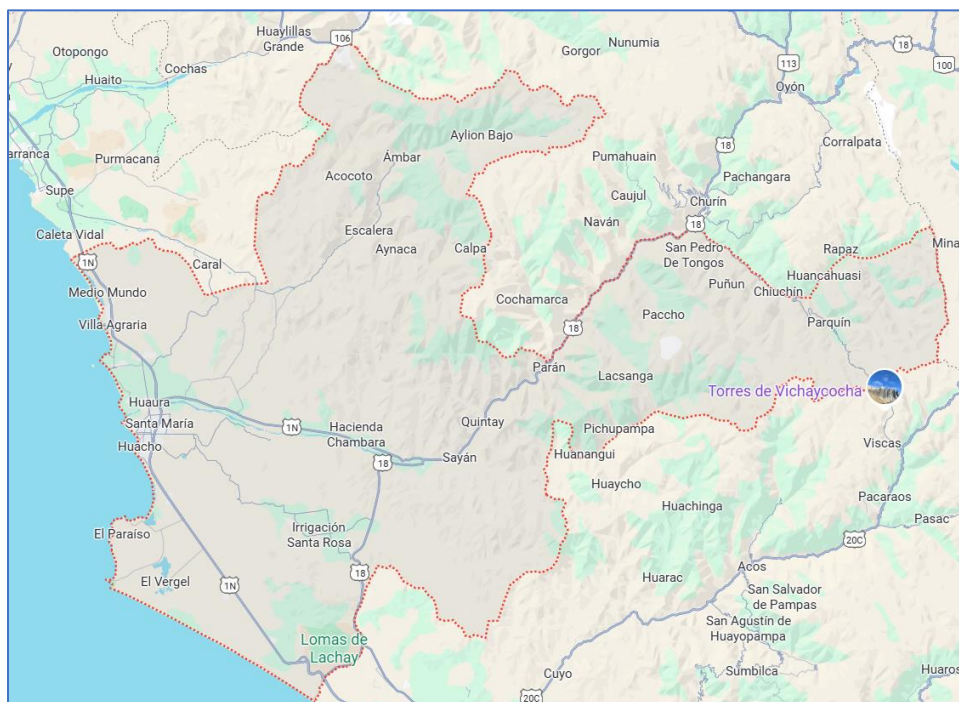 Huaylillas
Grande
106
Nunumia
Gorgor
18
Otopongo
Cochas
113
100
Huaito
Oyón
arranca
Purmacana
Aylion Bajo
18
Corralpata
Ámbar
Pumahuain
Acocoto
Pachangara
Supe
Caujul
Churín
Caleta Vidal
Escalera
Naván
18
Aynaca
Calpa
San Pedro
De Tongos
Rapaz
Mina
1N
Caral
Huancahuasi
Medio Mundo
Puñun
Chiuchín
Cochamarca
Paccho
Villa Agraria
18
Parquín
Parán
Lacsanga
Torres de Vichaycocha
Huaura
Santa María
1N
Hacienda
Chambara
Quintay
Pichupampa
Huacho
18
Sayán
Huanangui
Viscas
Huaycho
Pacaraos
Huachinga
Pasac
El Paraiso
Irrigación
Santa Rosa
20C
18
Acos
El Vergel
1N
Huarac
San Salvador
de Pampas
San Agustín de
Huayopampa
Lomas de
Lachay
Cuyo
Sumbilca
Huaros
20C